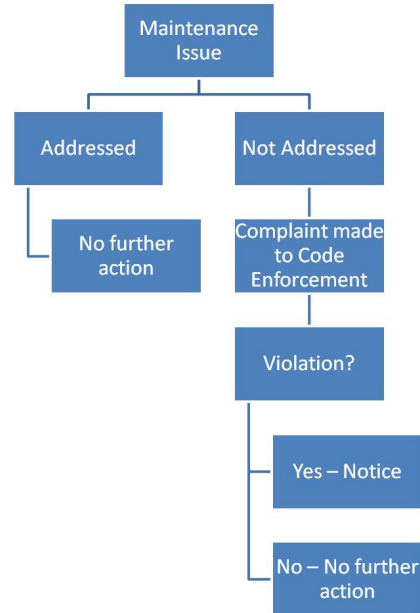 Maintenance
Issue
Addressed
Not Addressed
No further
action
Complaint made
to Code
Enforcement
Violation?
Yes – Notice
No – No further
action